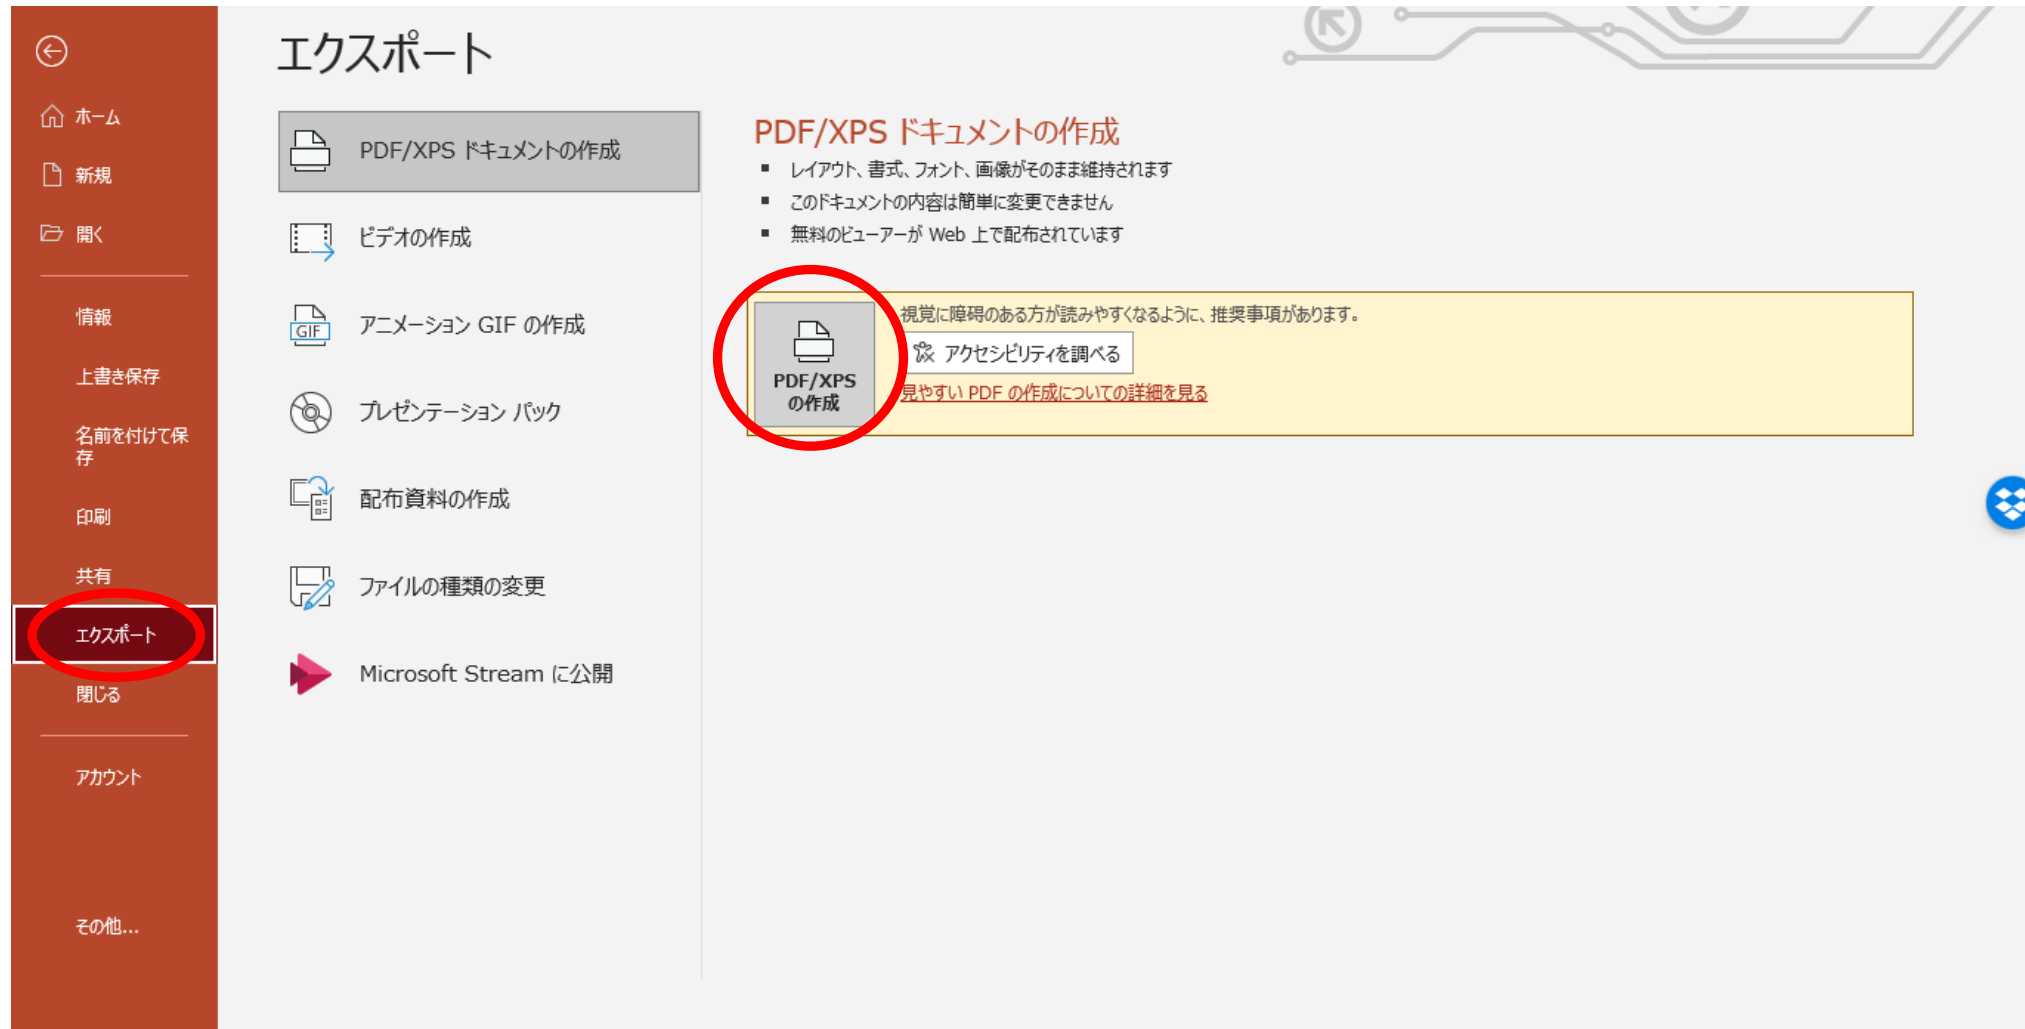 エクスポート
ホーム
新規
開く
情報
上書き保存
名前を付けて保
存
印刷
共有
エクスポート
閉じる
アカウント
その他...
PDF/XPS ドキュメントの作成
ビデオの作成
GIF
アニメーション GIF の作成
プレゼンテーション パック
配布資料の作成
ファイルの種類の変更
Microsoft Stream に公開
PDF/XPS ドキュメントの作成
▪ レイアウト、書式、フォント、画像がそのまま維持されます
▪ このドキュメントの内容は簡単に変更できません
▪ 無料のビューアーが Web 上で配布されています
PDF/XPS
の作成
視覚に障碍のある方が読みやすくなるように、推奨事項があります。
アクセシビリティを調べる
見やすい PDF の作成についての詳細を見る